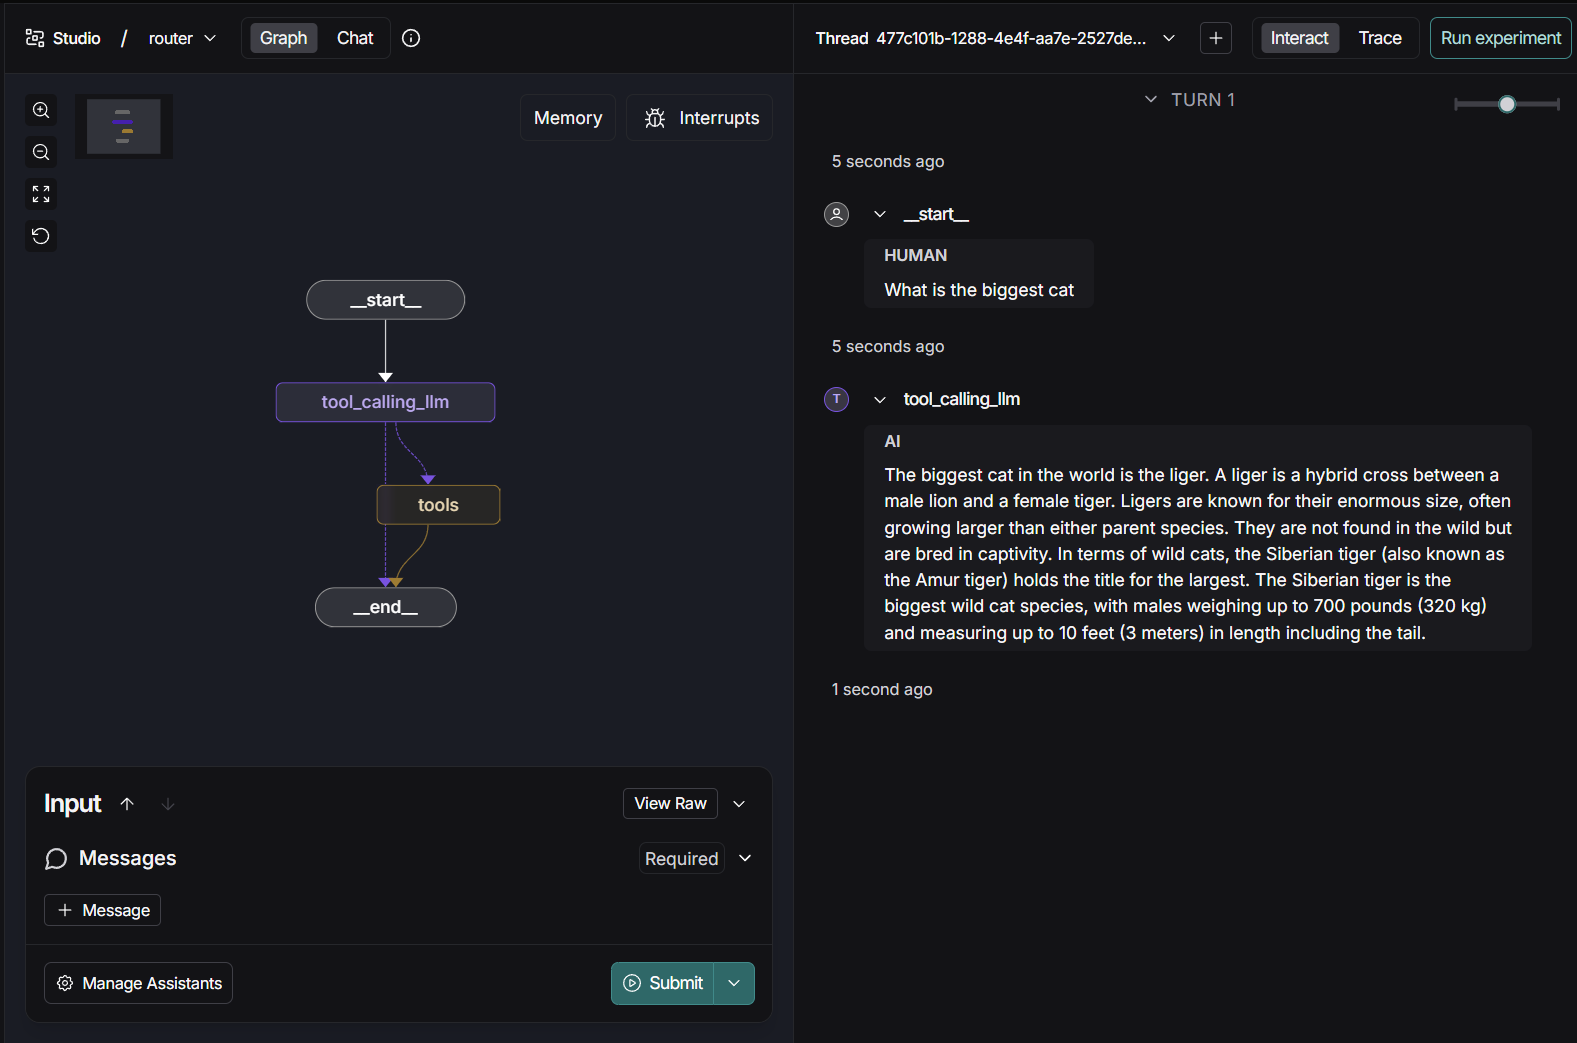 Studio / router
Graph Chat
Thread 477c101b-1288-4e4f-aa7e-2527de...
Interact Trace
Run experiment
Memory
Interrupts
__start__
tool_calling_llm
tools
__end__
Input
View Raw
Messages
Required
+ Message
Manage Assistants
Submit
TURN 1
5 seconds ago
__start__
HUMAN
What is the biggest cat
5 seconds ago
T
tool_calling_llm
AI
The biggest cat in the world is the liger. A liger is a hybrid cross between a
male lion and a female tiger. Ligers are known for their enormous size, often
growing larger than either parent species. They are not found in the wild but
are bred in captivity. In terms of wild cats, the Siberian tiger (also known as
the Amur tiger) holds the title for the largest. The Siberian tiger is the
biggest wild cat species, with males weighing up to 700 pounds (320 kg)
and measuring up to 10 feet (3 meters) in length including the tail.
1 second ago